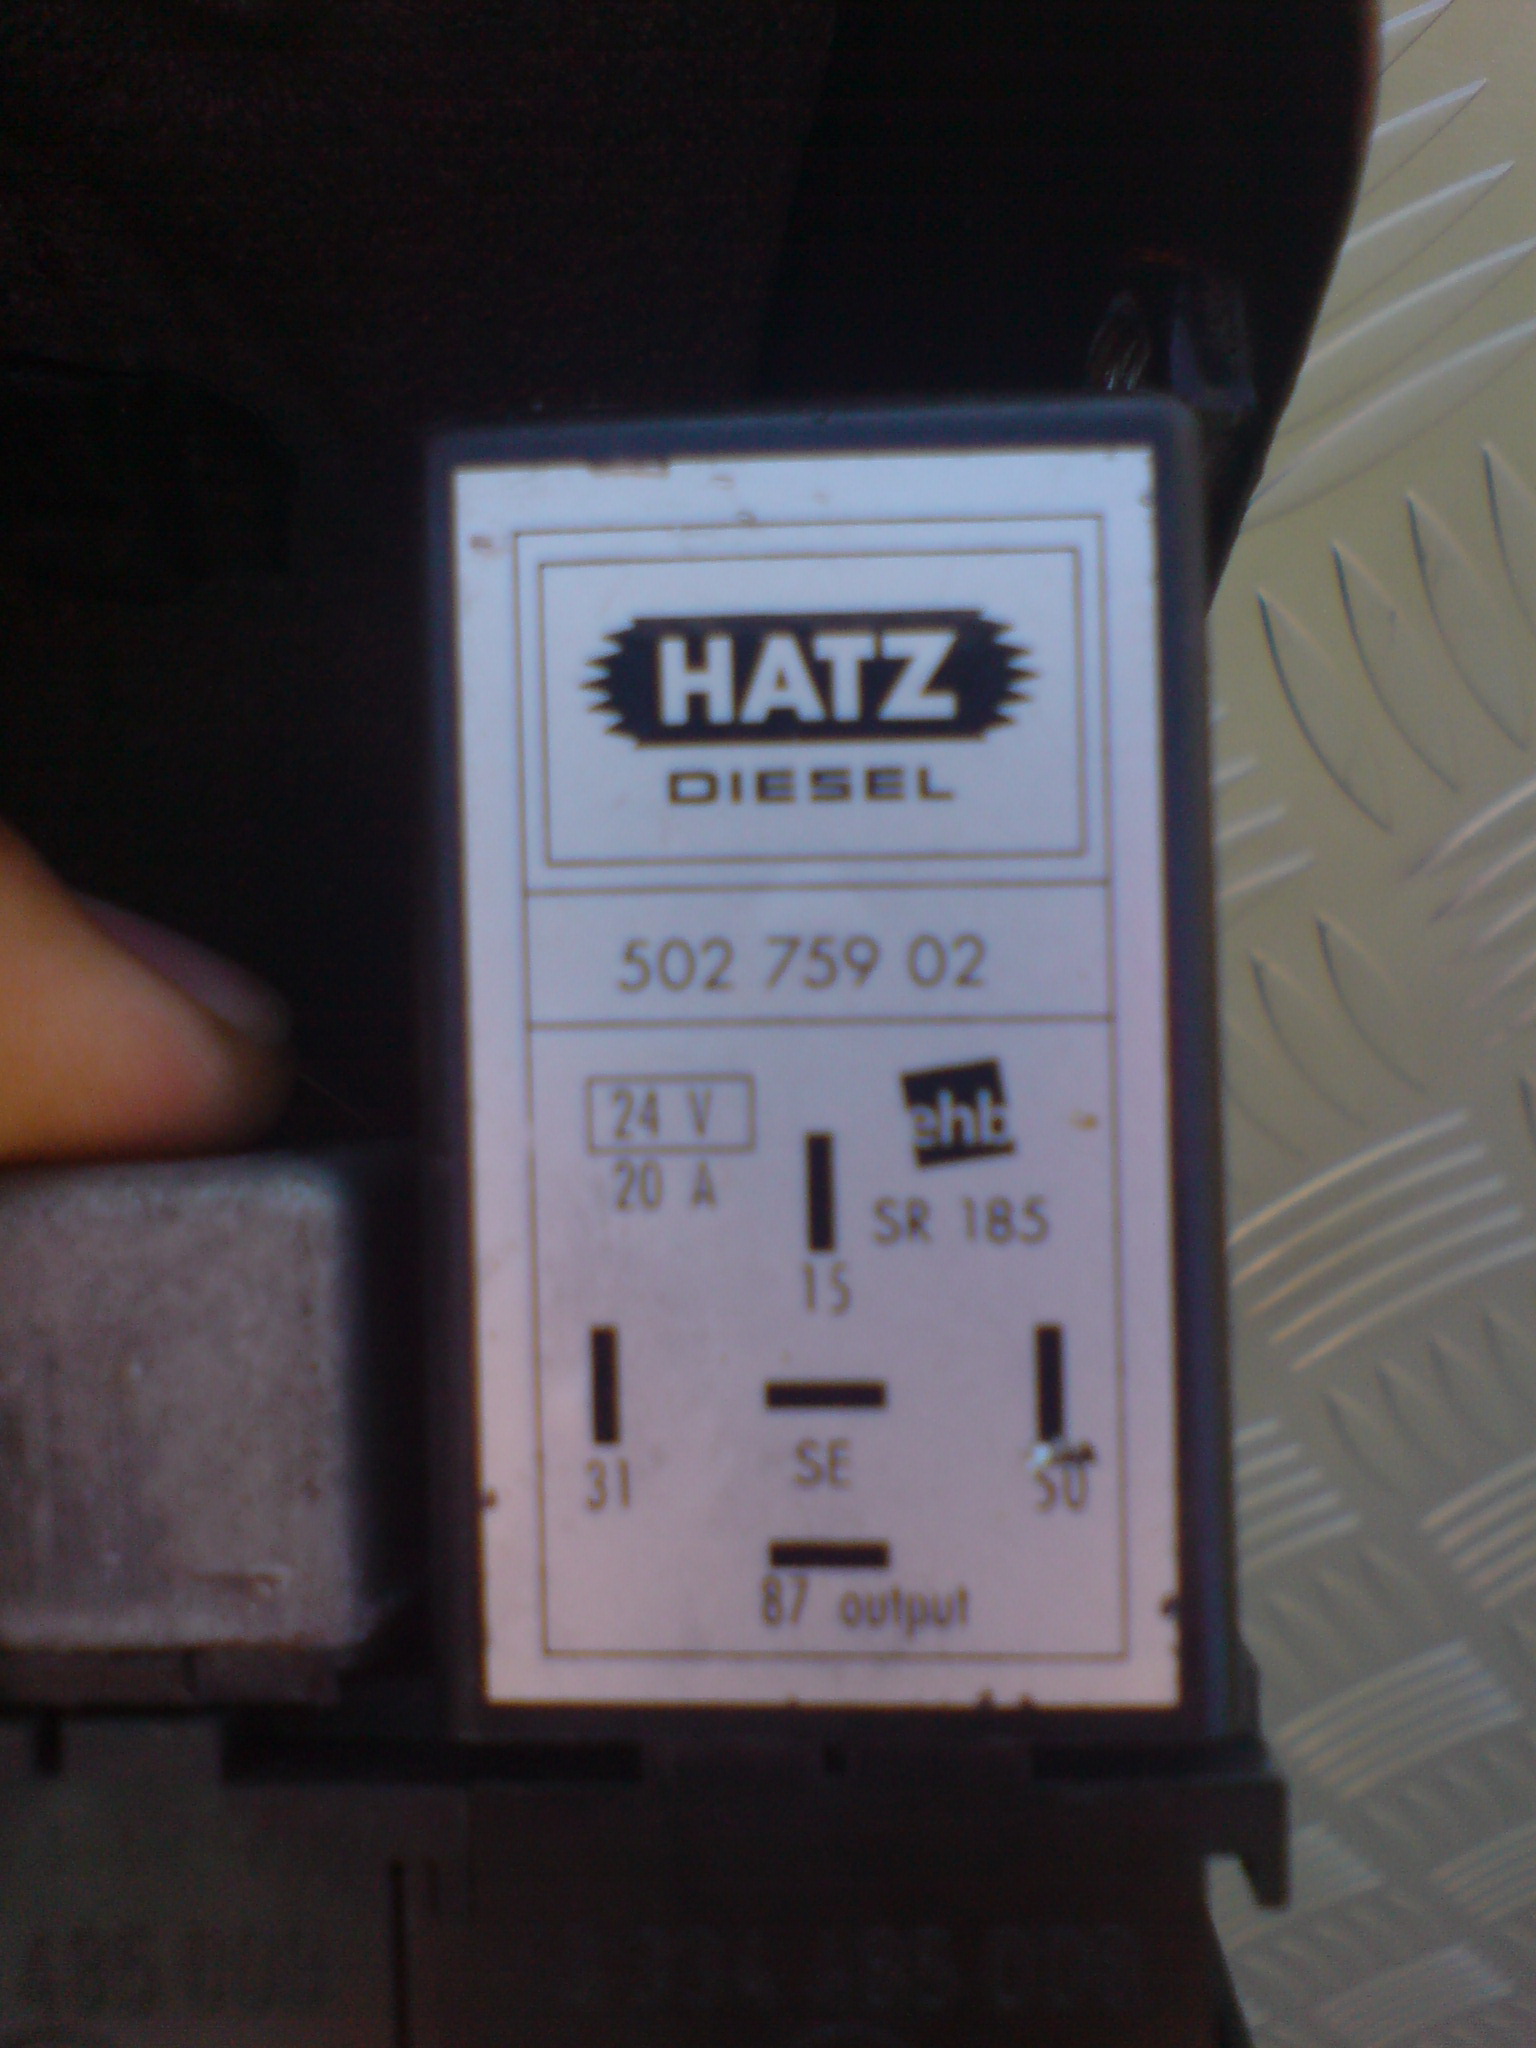 HATZ
DIESEL
502 759 02
24 V
20 A
ehb
SR 185
15
31
SE
50
87 output